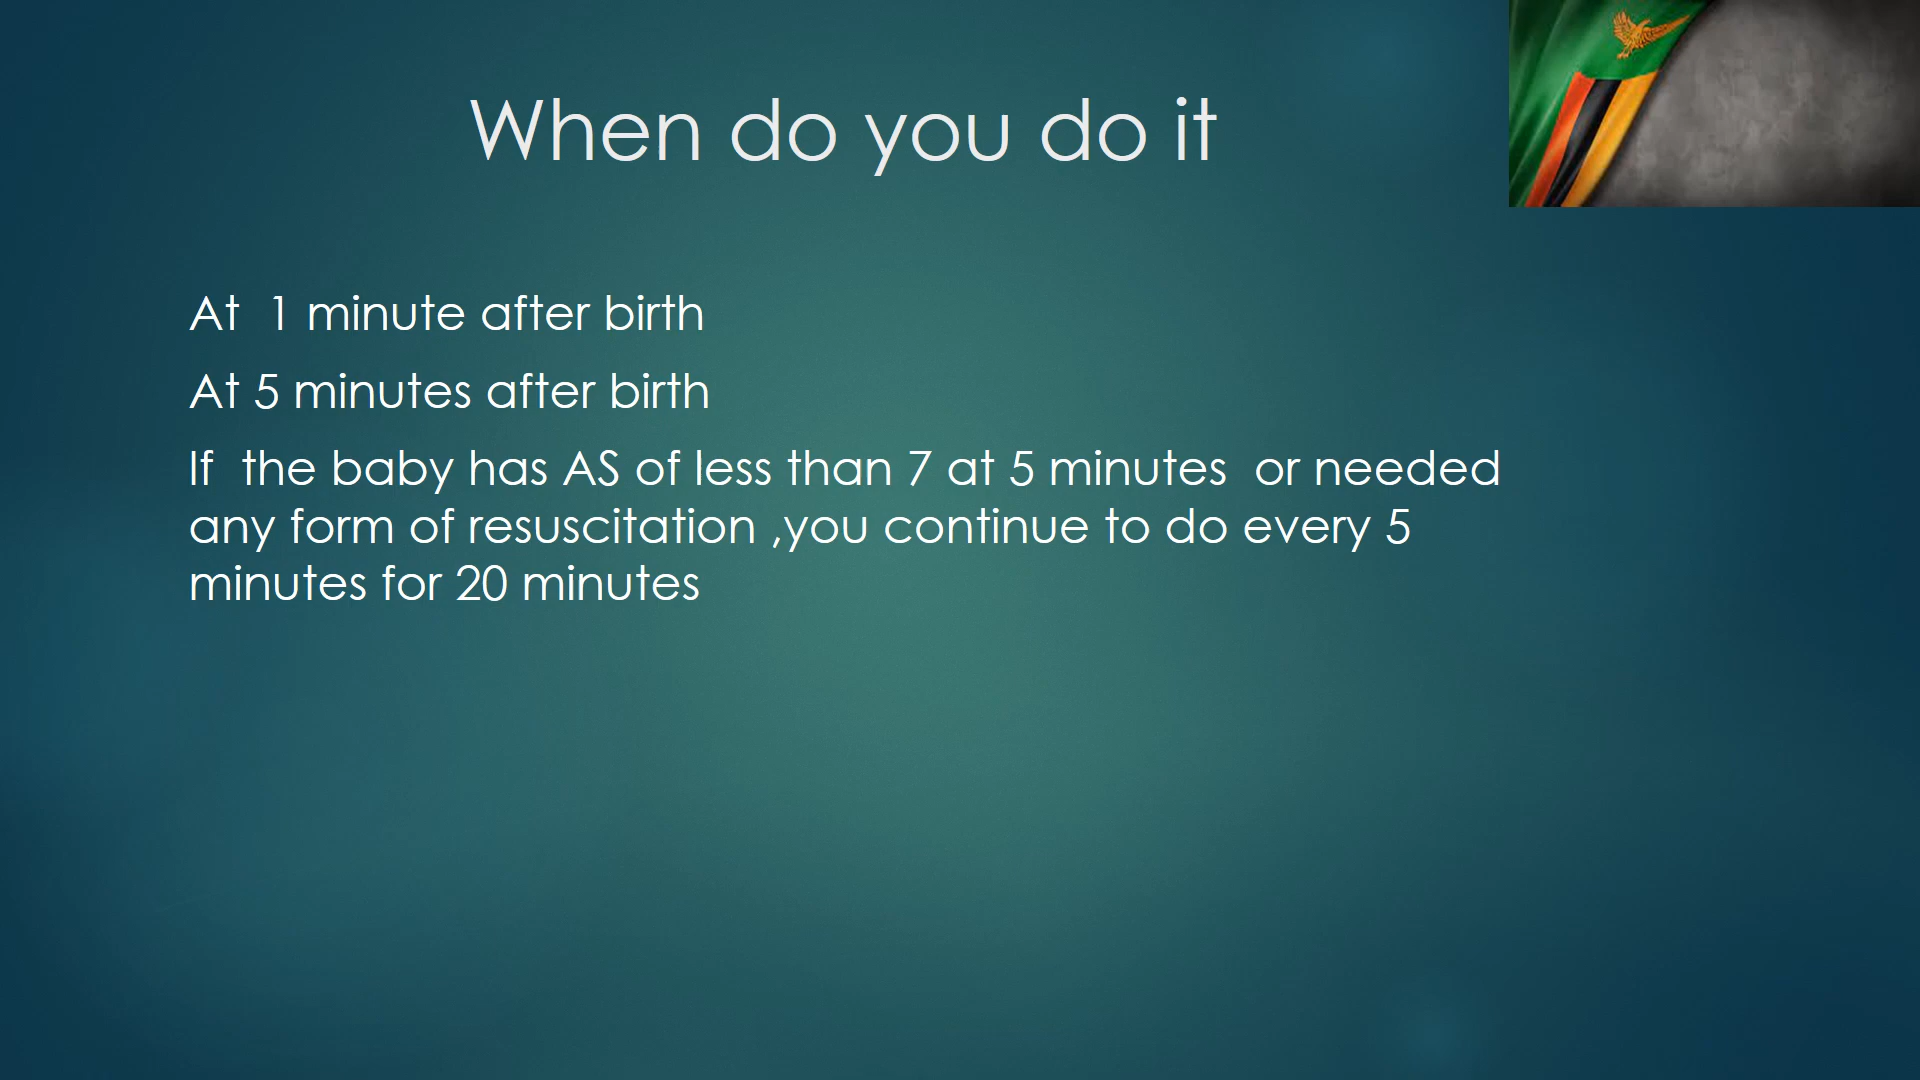 When do you do it
At  1 minute after birth
At 5 minutes after birth
If  the baby has AS of less than 7 at 5 minutes  or needed
any form of resuscitation ,you continue to do every 5
minutes for 20 minutes